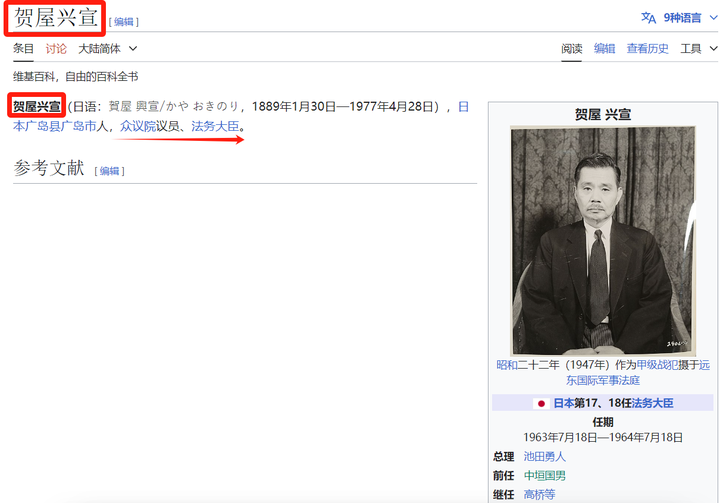 贺屋兴宣 [编辑]
9种语言
条目 讨论 大陆简体 阅读 编辑 查看历史 工具
维基百科，自由的百科全书
贺屋兴宣（日语：賀屋 興宣/かや おきのり，1889年1月30日—1977年4月28日），日
本广岛县广岛市人，众议院议员、法务大臣。
参考文献 [编辑]
贺屋 兴宣
昭和二十二年（1947年）作为甲级战犯摄于远
东国际军事法庭
日本第17、18任法务大臣
任期
1963年7月18日—1964年7月18日
总理 池田勇人
前任 中垣国男
继任 高桥等